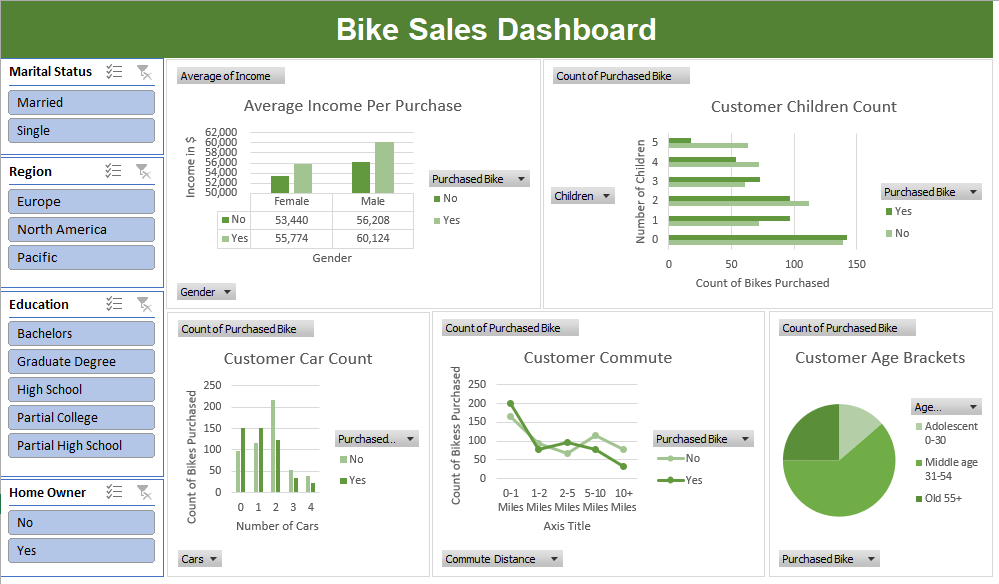 Bike Sales Dashboard
Marital Status
Married
Single
Region
Europe
North America
Pacific
Education
Bachelors
Graduate Degree
High School
Partial College
Partial High School
Home Owner
No
Yes
Average of Income
Average Income Per Purchase
Income in $
62,000
60,000
58,000
56,000
54,000
52,000
50,000
Female Male
No 53,440 56,208
Yes 55,774 60,124
Gender
Purchased Bike
No
Yes
Gender
Count of Purchased Bike
Customer Children Count
Children
Number of Children
5
4
3
2
1
0
0 50 100 150
Count of Bikes Purchased
Purchased Bike
Yes
No
Count of Purchased Bike
Customer Car Count
Count of Bikes Purchased
250
200
150
100
50
0
0 1 2 3 4
Number of Cars
Purchased...
No
Yes
Cars
Count of Purchased Bike
Customer Commute
Count of Bikess Purchased
250
200
150
100
50
0
0-1 1-2 2-5 5-10 10+
Miles Miles Miles Miles Miles
Axis Title
Purchased Bike
No
Yes
Commute Distance
Count of Purchased Bike
Customer Age Brackets
Age...
Adolescent
0-30
Middle age
31-54
Old 55+
Purchased Bike